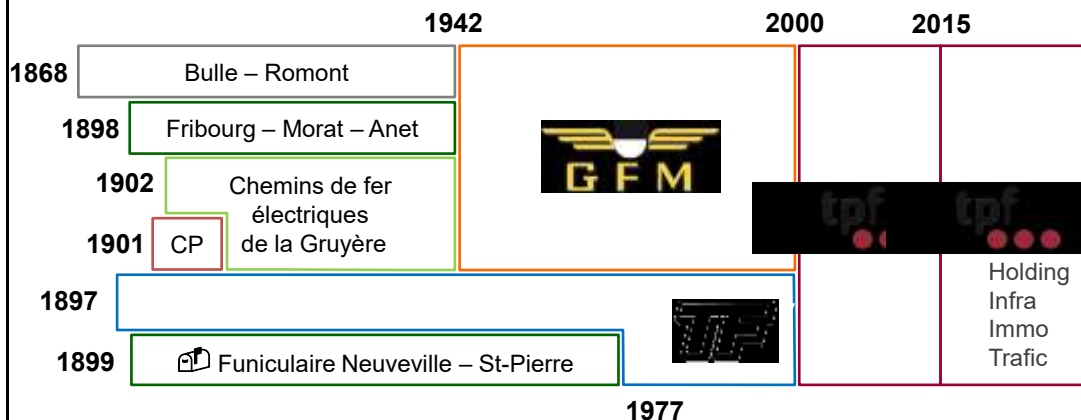 1942 2000 2015
1868 Bulle – Romont
1898 Fribourg – Morat – Anet
GFM
1902 Chemins de fer
électriques
de la Gruyère
1901 CP
tpf tpf
1897
Holding
Infra
Immo
Trafic
TF
1899 Funiculaire Neuveville – St-Pierre
1977